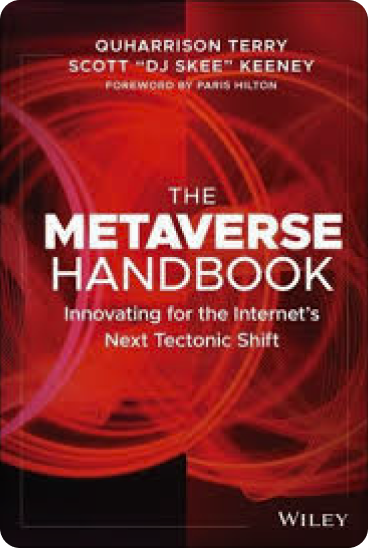 QUHARRISON TERRY
SCOTT “DJ SKEE” KEENEY
FOREWORD BY PARIS HILTON
THE
METAVERSE
HANDBOOK
Innovating for the Internet's
Next Tectonic Shift
WILEY